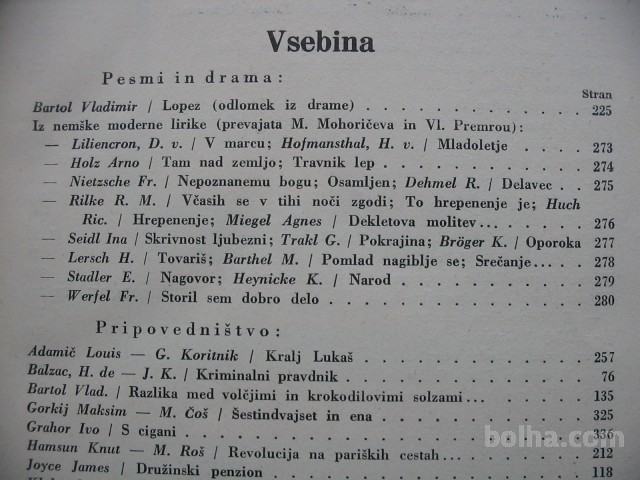 Vsebina
Pesmi in drama:
Stran
Bartol Vladimir / Lopez (odlomek iz drame) . . . . . . . . . . . 225
Iz nemške moderne lirike (prevajata M. Mohoričeva in Vl. Premrou):
— Liliencron, D. v. / V marcu; Hofmansthal, H. v. / Mladoletje . . . 273
— Holz Arno / Tam nad zemljo; Travnik lep . . . . . . . . . . . 274
— Nietzsche Fr. / Nepoznanemu bogu; Osamljen; Dehmel R. / Delavec . 275
— Rilke R. M. / Včasih se v tihi noči zgodi; To hrepenenje je; Huch
Ric. / Hrepenenje; Miegel Agnes / Dekletova molitev . . . . . . 276
— Seidl Ina / Skrivnost ljubezni; Trakl G. / Pokrajina; Bröger K. / Oporoka 277
— Lersch H. / Tovariš; Barthel M. / Pomlad nagiblje se; Srečanje . . . 278
— Stadler E. / Nagovor; Heynicke K. / Narod . . . . . . . . . . 279
— Werfel Fr. / Storil sem dobro delo . . . . . . . . . . . . . 280
Pripovedništvo:
Adamič Louis — G. Koritnik / Kralj Lukaš . . . . . . . . . . . 257
Balzac, H. de — J. K. / Kriminalni pravdnik . . . . . . . . . . . 76
Bartol Vlad. / Razlika med volčjimi in krokodilovimi solzami . . . . . 135
Gorkij Maksim — M. Čoš / Šestindvajset in ena . . . . . . . . . . 325
Grahor Ivo / S cigani . . . . . . . . . . . . . . . . . . 336
Hamsun Knut — M. Roš / Revolucija na pariških cestah . . . . . . . 212
Joyce James / Družinski penzion . . . . . . . . . . . . . . 118
bolha.com